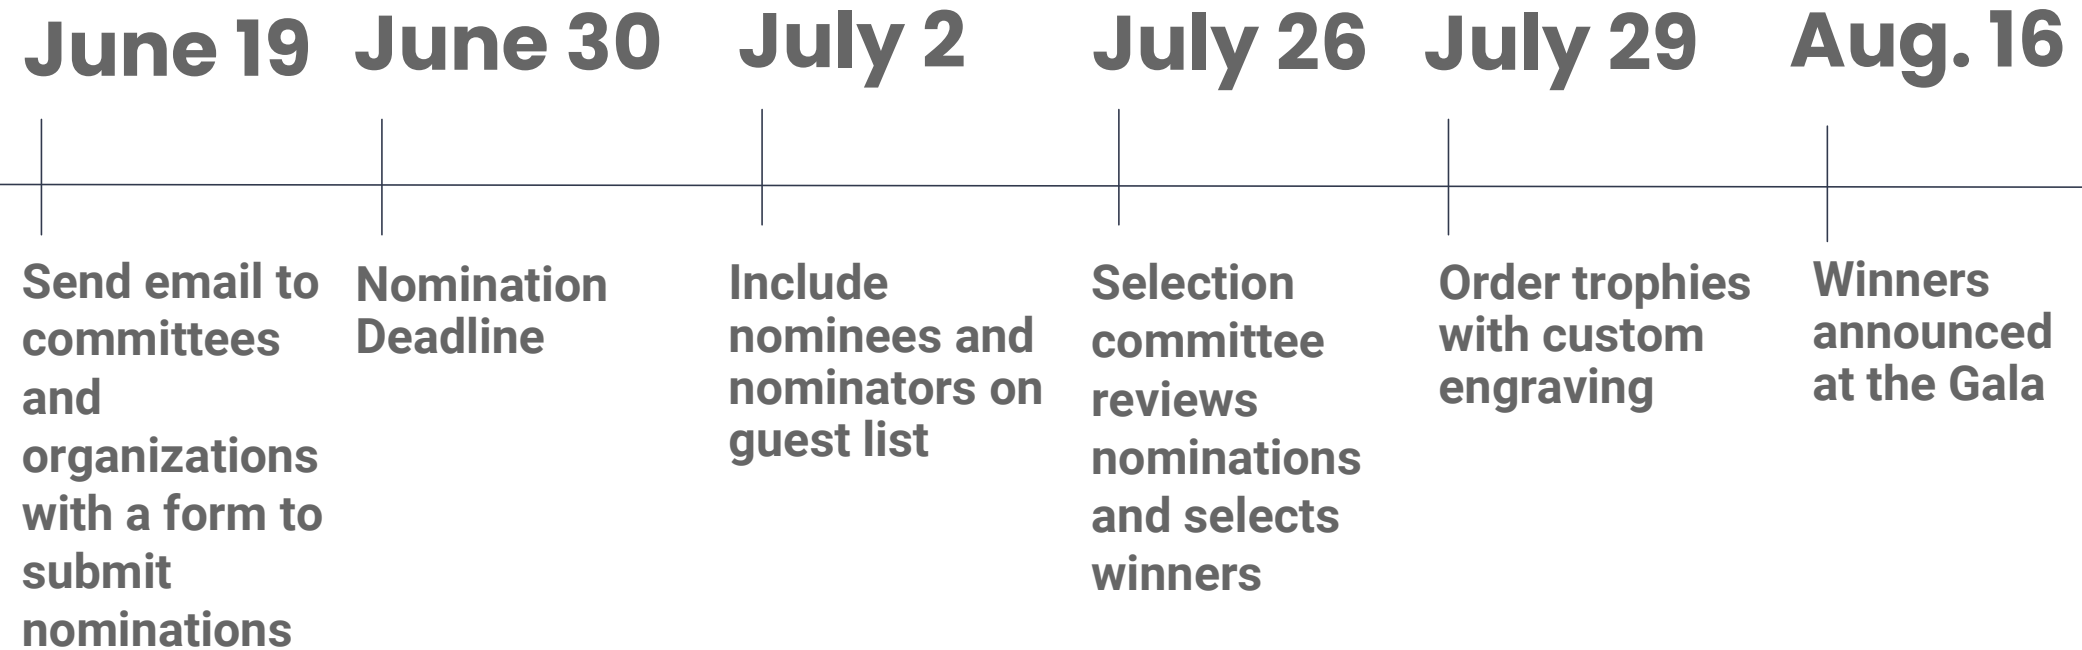 June 19
June 30
July 2
July 26
July 29
Aug. 16
Send email to
committees
and
organizations
with a form to
submit
nominations
Nomination
Deadline
Include
nominees and
nominators on
guest list
Selection
committee
reviews
nominations
and selects
winners
Order trophies
with custom
engraving
Winners
announced
at the Gala